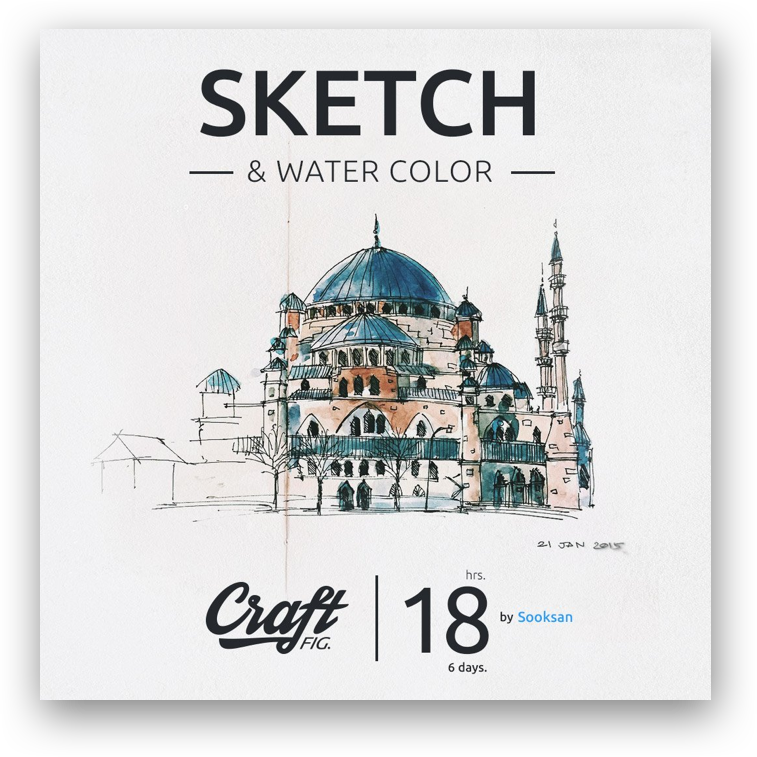 SKETCH
& WATER COLOR
21 JAN 2015
Craft
FIG.
hrs.
18
by Sooksan
6 days.